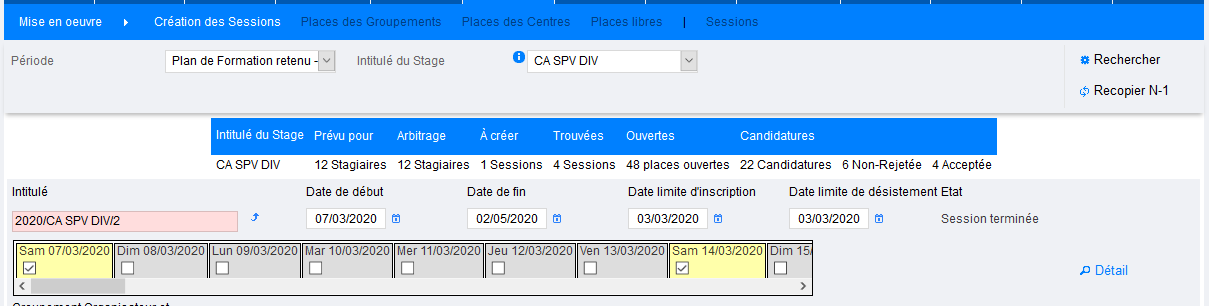 Mise en oeuvre Création des Sessions Places des Groupements Places des Centres Places libres | Sessions
Période Plan de Formation retenu - Intitulé du Stage CA SPV DIV Rechercher
Recopier N-1
Intitulé du Stage Prévu pour Arbitrage À créer Trouvées Ouvertes Candidatures
CA SPV DIV 12 Stagiaires 12 Stagiaires 1 Sessions 4 Sessions 48 places ouvertes 22 Candidatures 6 Non-Rejetée 4 Acceptée
Intitulé Date de début Date de fin Date limite d'inscription Date limite de désistement Etat
2020/CA SPV DIV/2 07/03/2020 02/05/2020 03/03/2020 03/03/2020 Session terminée
Sam 07/03/2020 Dim 08/03/2020 Lun 09/03/2020 Mar 10/03/2020 Mer 11/03/2020 Jeu 12/03/2020 Ven 13/03/2020 Sam 14/03/2020 Dim 15/
Détail
Groupement Organisateur et